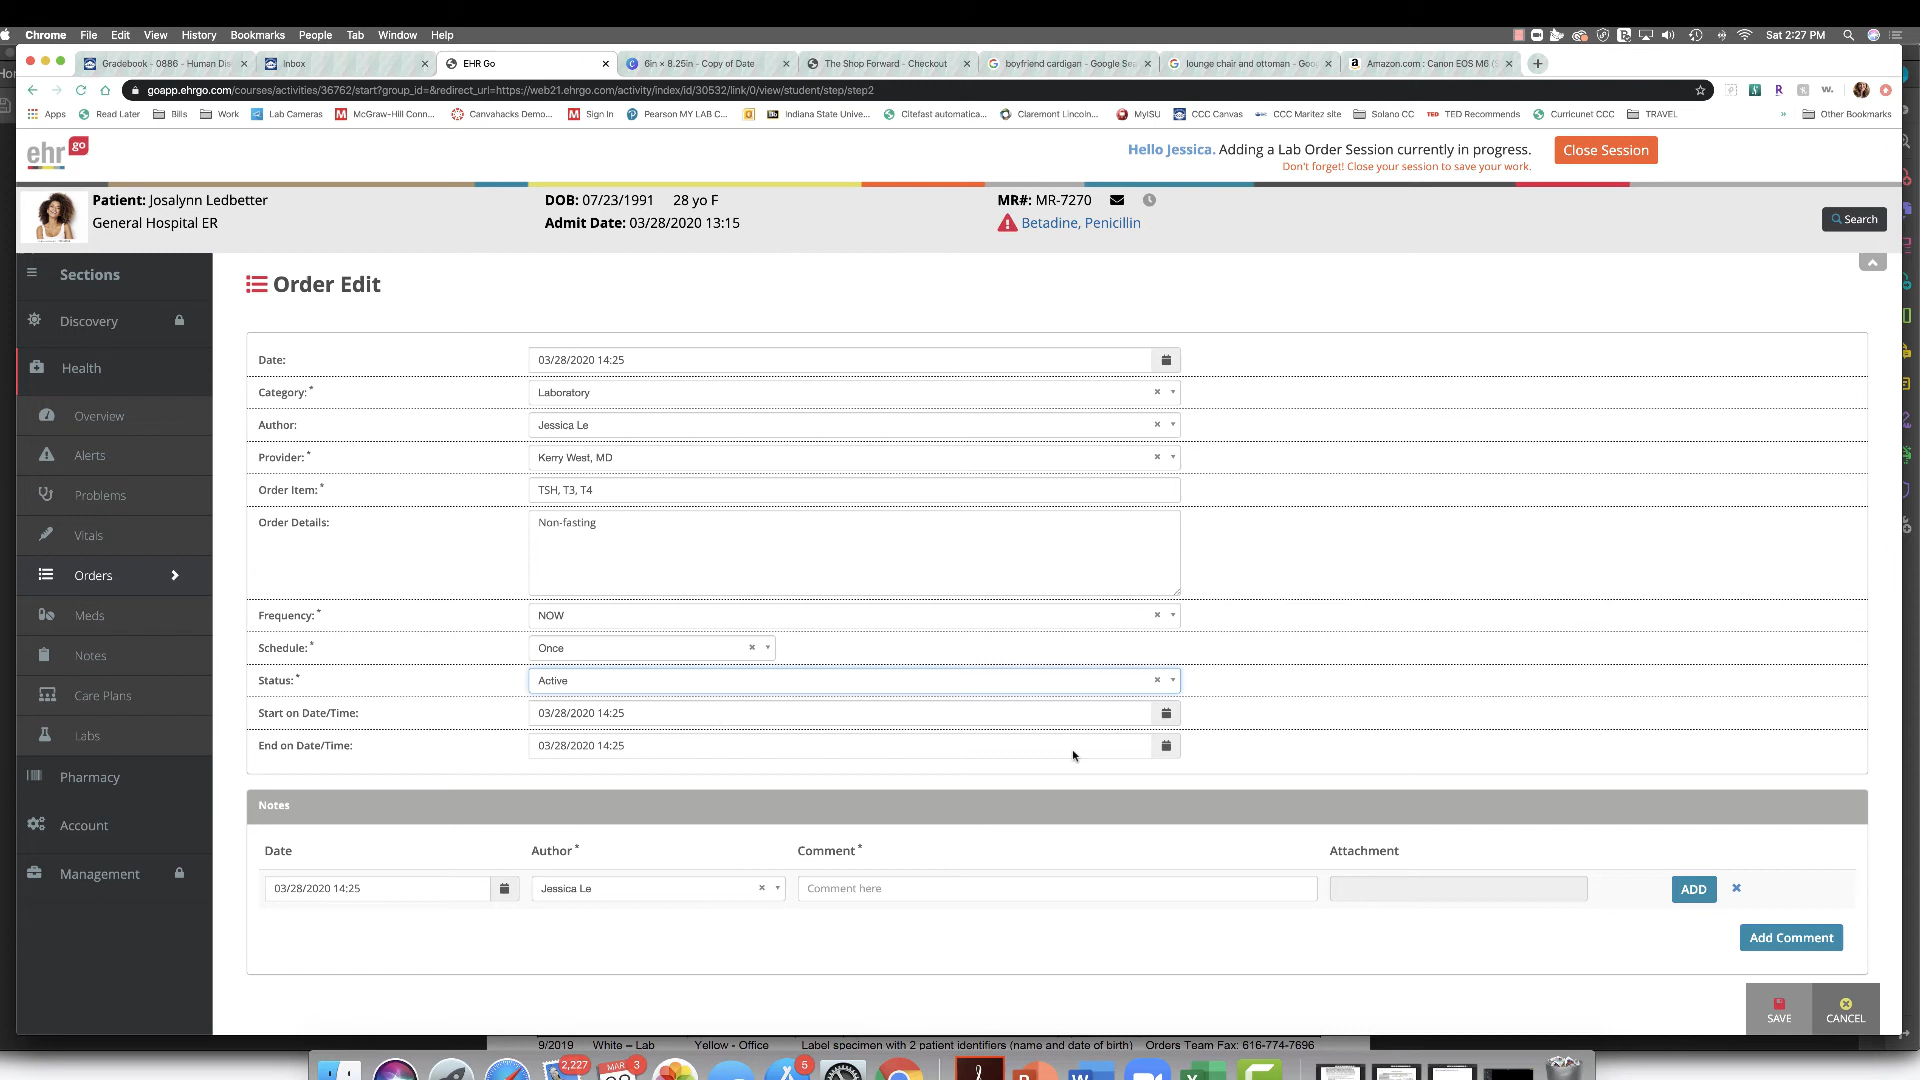 Chrome File Edit View History Bookmarks People Tab Window Help Sat 2:27 PM
Gradebook - 0886 - Human Dis Inbox EHR Go 6in × 8.25in - Copy of Date The Shop Forward - Checkout boyfriend cardigan - Google Sea lounge chair and ottoman - Goo Amazon.com : Canon EOS M6 (S
goapp.ehrgo.com/courses/activities/36762/start?group_id=&redirect_url=https://web21.ehrgo.com/activity/index/id/30532/link/0/view/student/step/step2
Apps Read Later Bills Work Lab Cameras McGraw-Hill Conn... Canvahacks Demo... Sign In Pearson MY LAB C... Indiana State Unive... Citefast automatica... Claremont Lincoln... MyISU CCC Canvas CCC Maritez site Solano CC TED TED Recommends Curricunet CCC TRAVEL » Other Bookmarks
ehr go
Hello Jessica. Adding a Lab Order Session currently in progress.
Don't forget! Close your session to save your work.
Close Session
Patient: Josalynn Ledbetter DOB: 07/23/1991 28 yo F MR#: MR-7270
General Hospital ER Admit Date: 03/28/2020 13:15 Betadine, Penicillin
Search
Sections
Discovery
Health
Overview
Alerts
Problems
Vitals
Orders
Meds
Notes
Care Plans
Labs
Pharmacy
Account
Management
Order Edit
Date: 03/28/2020 14:25
Category: * Laboratory
Author: Jessica Le
Provider: * Kerry West, MD
Order Item: * TSH, T3, T4
Order Details: Non-fasting
Frequency: * NOW
Schedule: * Once
Status: * Active
Start on Date/Time: 03/28/2020 14:25
End on Date/Time: 03/28/2020 14:25
Notes
Date Author * Comment * Attachment
03/28/2020 14:25 Jessica Le Comment here ADD
Add Comment
SAVE CANCEL
9/2019 White – Lab Yellow - Office Label specimen with 2 patient identifiers (name and date of birth) Orders Team Fax: 616-774-7696
2,227 MAR 3 5